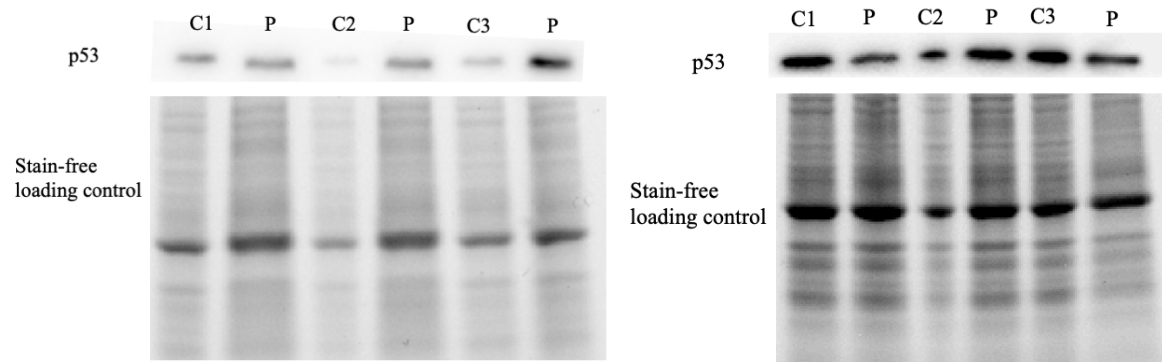 C1 P C2 P C3 P
p53
Stain-free
loading control
C1 P C2 P C3 P
p53
Stain-free
loading control